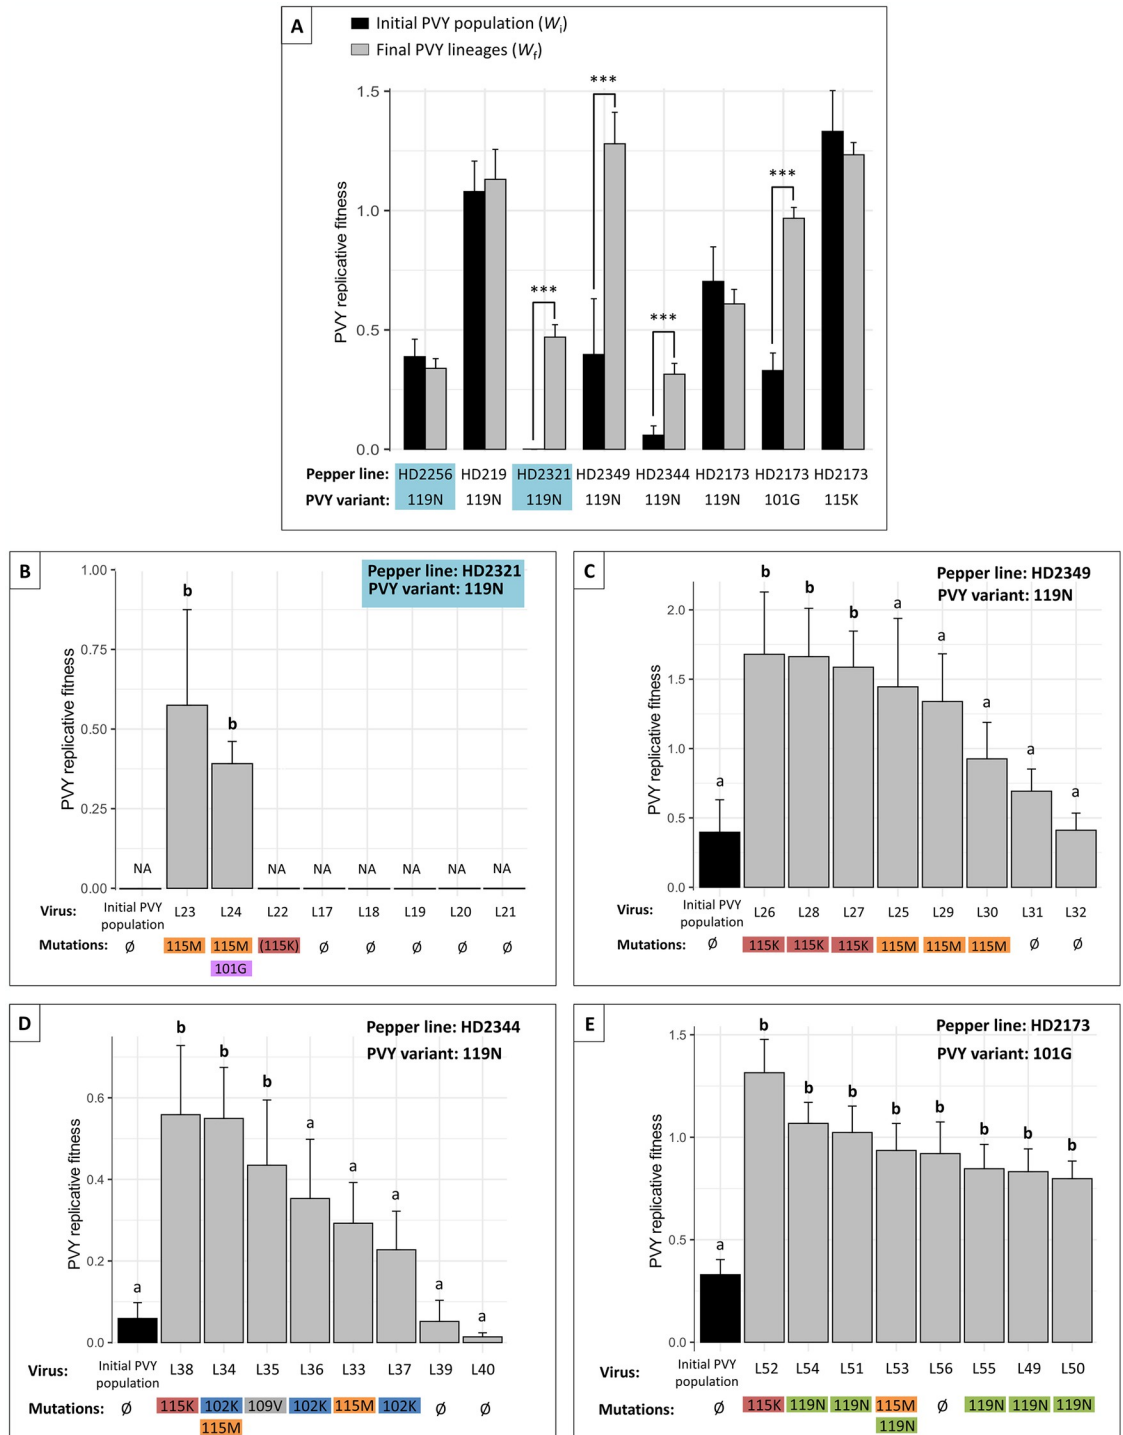 A
Initial PVY population (Wi)
Final PVY lineages (Wf)
PVY replicative fitness
1.5
1.0
0.5
0.0
***
***
***
***
Pepper line: HD2256 HD219 HD2321 HD2349 HD2344 HD2173 HD2173 HD2173
PVY variant: 119N 119N 119N 119N 119N 119N 101G 115K
B
Pepper line: HD2321
PVY variant: 119N
PVY replicative fitness
1.00
0.75
0.50
0.25
0.00
NA b b NA NA NA NA NA NA
Virus: Initial PVY population L23 L24 L22 L17 L18 L19 L20 L21
Mutations: Ø 115M 115M (115K) Ø Ø Ø Ø Ø
101G
C
Pepper line: HD2349
PVY variant: 119N
PVY replicative fitness
2.0
1.5
1.0
0.5
0.0
a b b b a a a a a
Virus: Initial PVY population L26 L28 L27 L25 L29 L30 L31 L32
Mutations: Ø 115K 115K 115K 115M 115M 115M Ø Ø
D
Pepper line: HD2344
PVY variant: 119N
PVY replicative fitness
0.6
0.4
0.2
0.0
a b b b a a a a a
Virus: Initial PVY population L38 L34 L35 L36 L33 L37 L39 L40
Mutations: Ø 115K 102K 109V 102K 115M 102K Ø Ø
115M
E
Pepper line: HD2173
PVY variant: 101G
PVY replicative fitness
1.5
1.0
0.5
0.0
a b b b b b b b b
Virus: Initial PVY population L52 L54 L51 L53 L56 L55 L49 L50
Mutations: Ø 115K 119N 119N 115M Ø 119N 119N 119N
119N